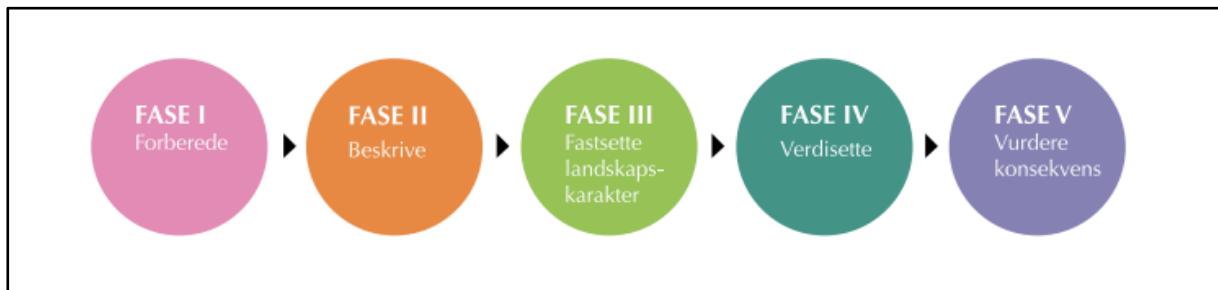 FASE I
Forberede
FASE II
Beskrive
FASE III
Fastsette
landskaps-
karakter
FASE IV
Verdisette
FASE V
Vurdere
konsekvens